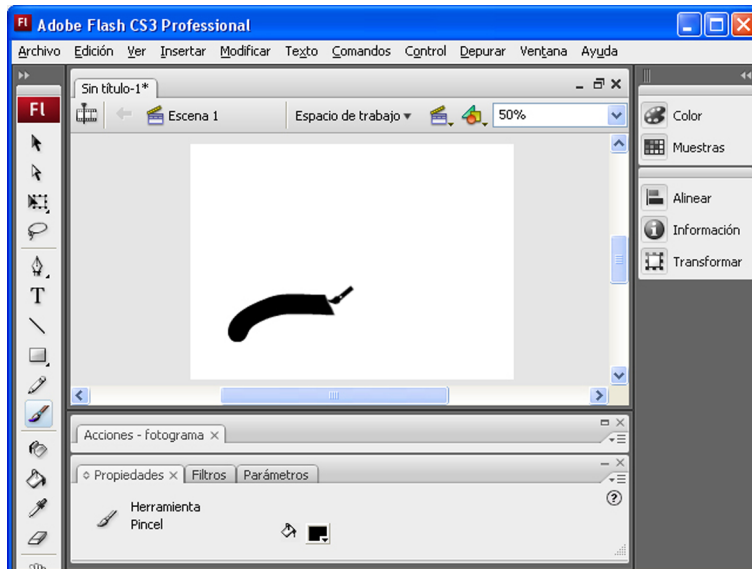 Adobe Flash CS3 Professional
Archivo Edición Ver Insertar Modificar Texto Comandos Control Depurar Ventana Ayuda
Sin título-1*
Fl
Escena 1 Espacio de trabajo 50%
Color
Muestras
Alinear
Información
Transformar
T
Acciones - fotograma
Propiedades Filtros Parámetros
Herramienta
Pincel